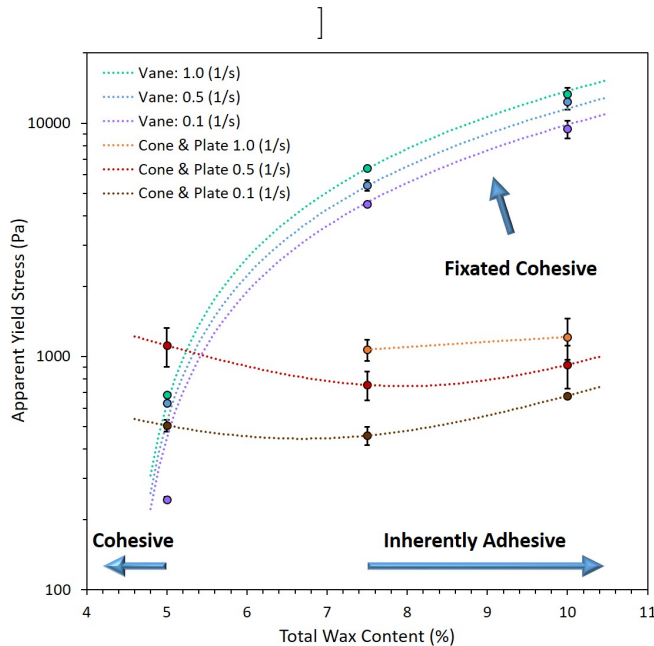 ]
Vane: 1.0 (1/s)
Vane: 0.5 (1/s)
Vane: 0.1 (1/s)
Cone & Plate 1.0 (1/s)
Cone & Plate 0.5 (1/s)
Cone & Plate 0.1 (1/s)
10000
Fixated Cohesive
Apparent Yield Stress (Pa)
1000
Cohesive
Inherently Adhesive
100
4 5 6 7 8 9 10 11
Total Wax Content (%)